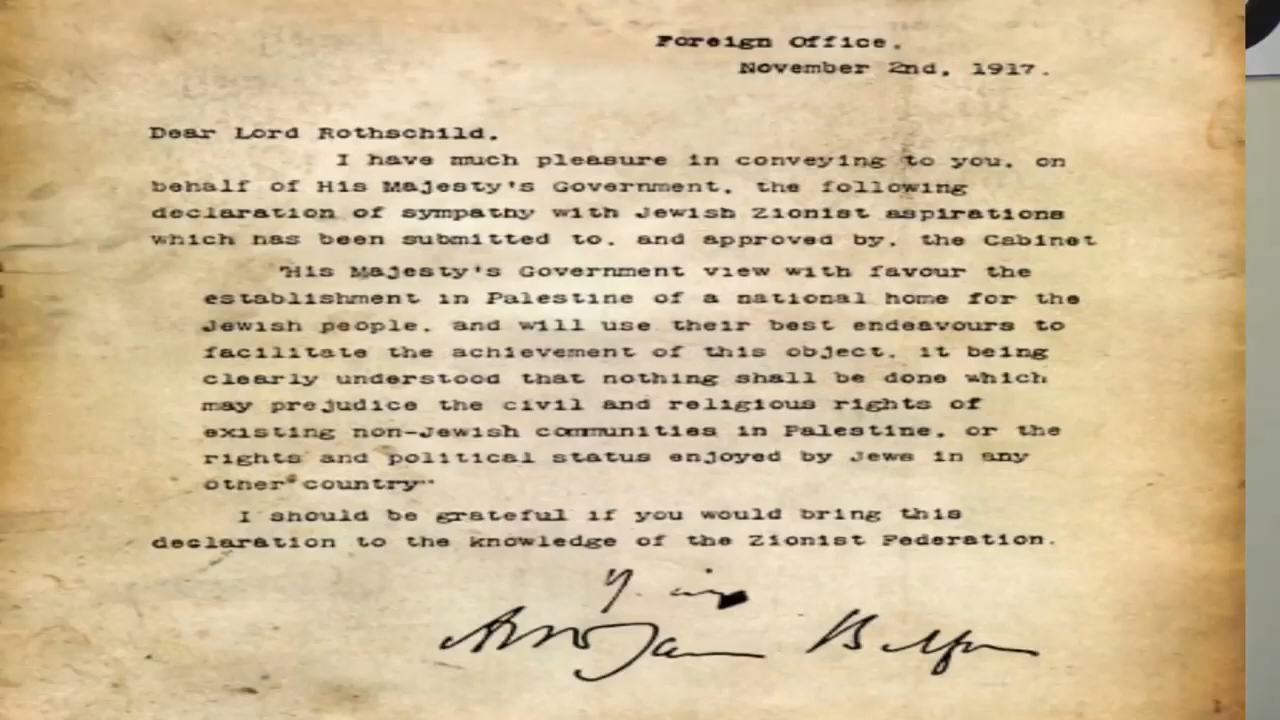 Foreign Office.
November 2nd, 1917.
Dear Lord Rothschild,
I have much pleasure in conveying to you, on
behalf of His Majesty's Government, the following
declaration of sympathy with Jewish Zionist aspirations
which has been submitted to, and approved by, the Cabinet
"His Majesty's Government view with favour the
establishment in Palestine of a national home for the
Jewish people, and will use their best endeavours to
facilitate the achievement of this object, it being
clearly understood that nothing shall be done which
may prejudice the civil and religious rights of
existing non-Jewish communities in Palestine, or the
rights and political status enjoyed by Jews in any
other country"
I should be grateful if you would bring this
declaration to the knowledge of the Zionist Federation.